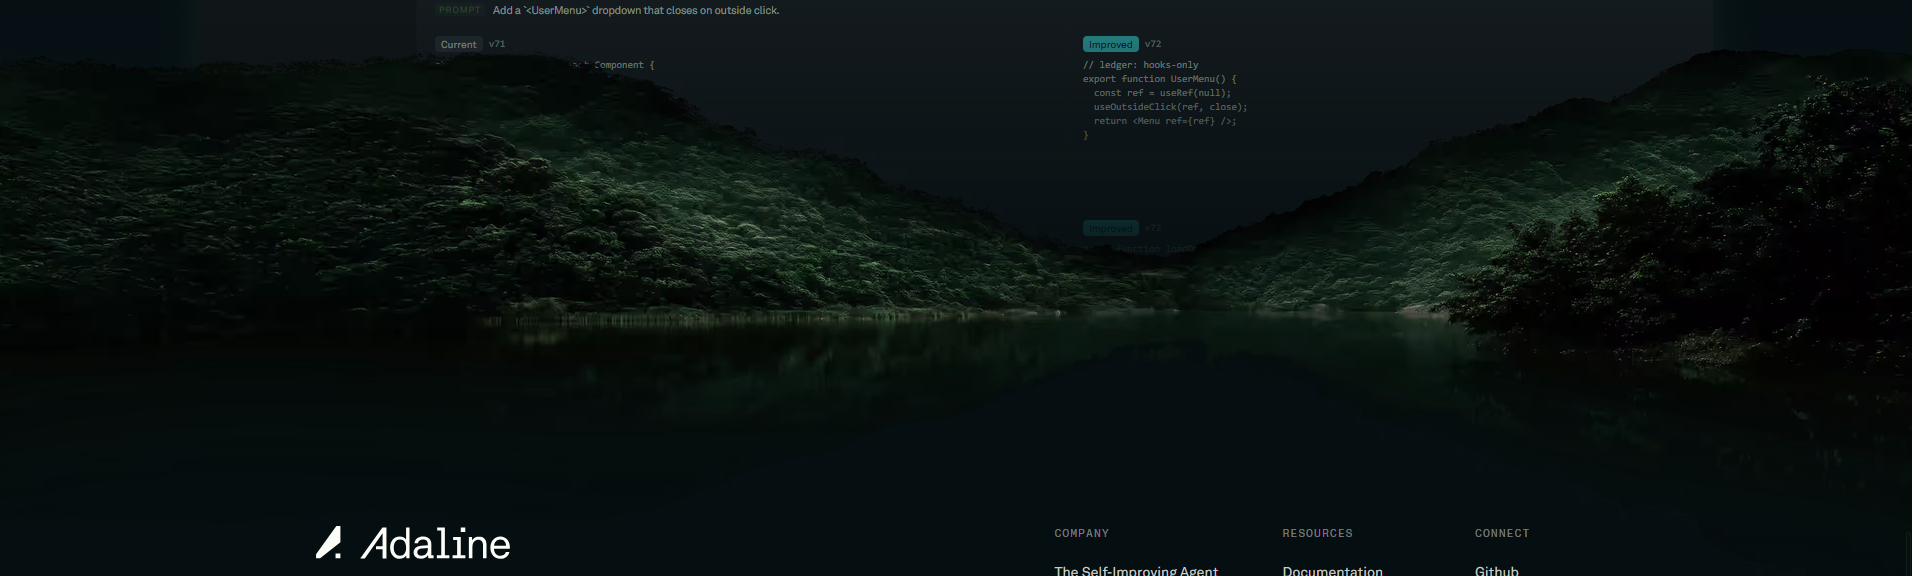 PROMPT Add a `<UserMenu>` dropdown that closes on outside click.
Current v71
Component {
Improved v72
// ledger: hooks-only
export function UserMenu() {
const ref = useRef(null);
useOutsideClick(ref, close);
return <Menu ref={ref} />;
}
Improved v72
function
Adaline
COMPANY
The Self-Improving Agent
RESOURCES
Documentation
CONNECT
Github